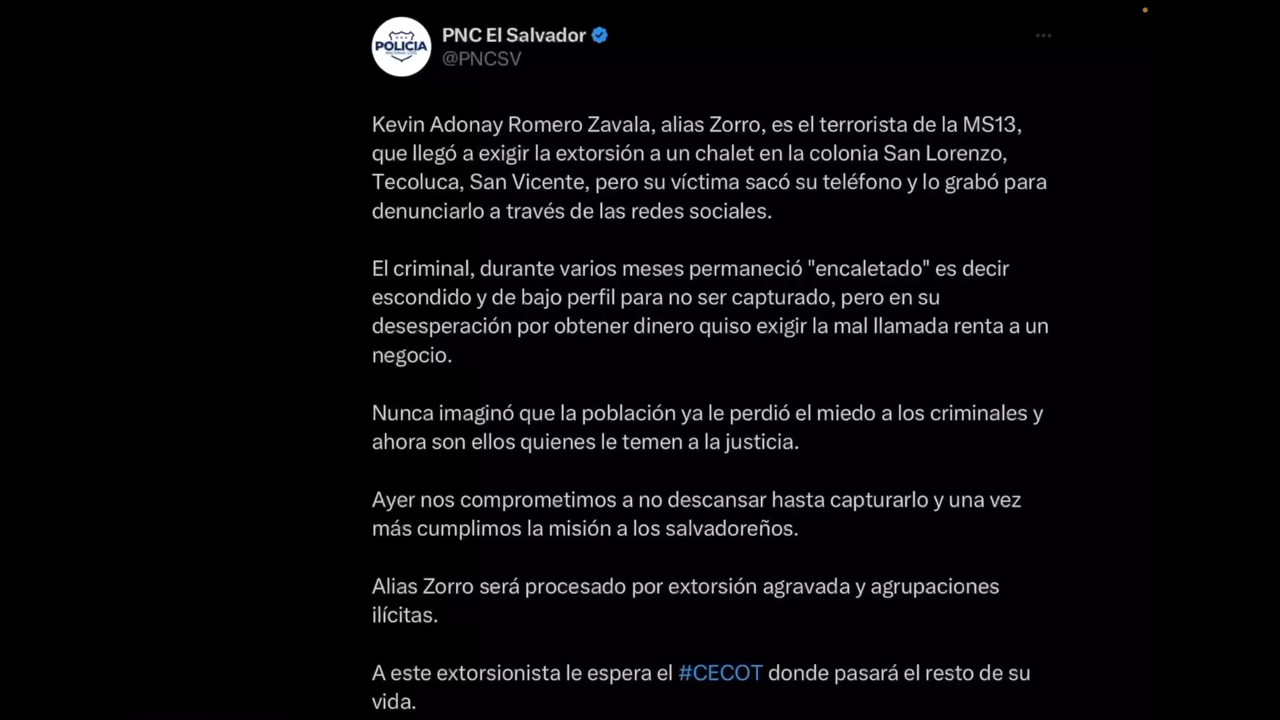 POLICIA
PNC El Salvador
@PNCSV
Kevin Adonay Romero Zavala, alias Zorro, es el terrorista de la MS13,
que llegó a exigir la extorsión a un chalet en la colonia San Lorenzo,
Tecoluca, San Vicente, pero su víctima sacó su teléfono y lo grabó para
denunciarlo a través de las redes sociales.
El criminal, durante varios meses permaneció "encaletado" es decir
escondido y de bajo perfil para no ser capturado, pero en su
desesperación por obtener dinero quiso exigir la mal llamada renta a un
negocio.
Nunca imaginó que la población ya le perdió el miedo a los criminales y
ahora son ellos quienes le temen a la justicia.
Ayer nos comprometimos a no descansar hasta capturarlo y una vez
más cumplimos la misión a los salvadoreños.
Alias Zorro será procesado por extorsión agravada y agrupaciones
ilícitas.
A este extorsionista le espera el #CECOT donde pasará el resto de su
vida.